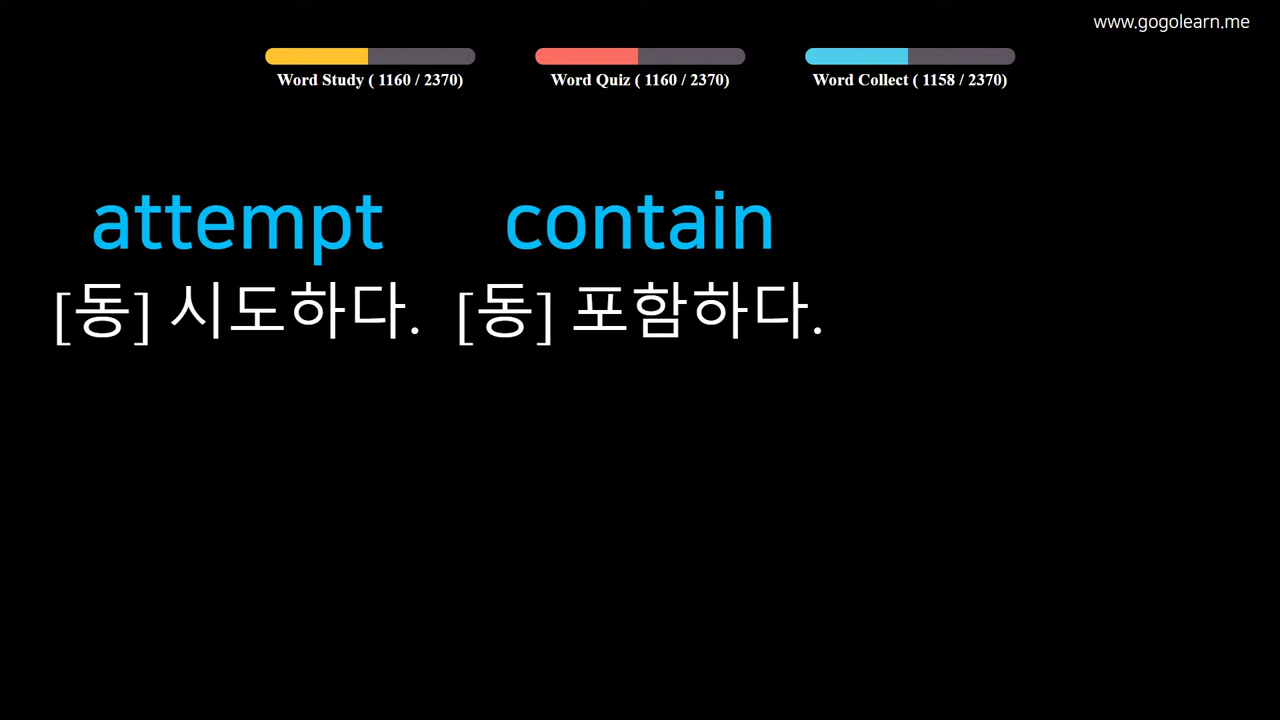 www.gogolearn.me
Word Study ( 1160 / 2370)
Word Quiz ( 1160 / 2370)
Word Collect ( 1158 / 2370)
attempt contain
[동] 시도하다. [동] 포함하다.